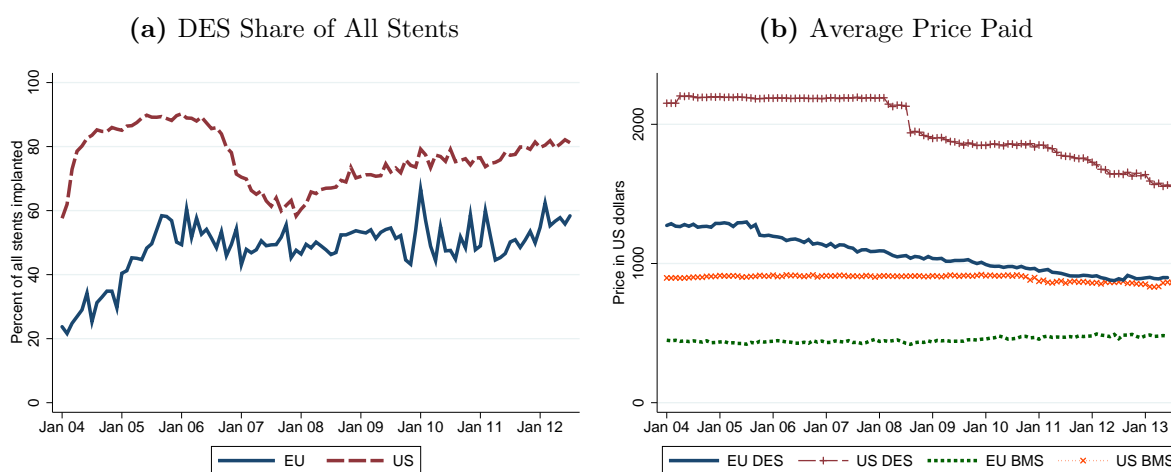 (a) DES Share of All Stents
Percent of all stents implanted
100
80
60
40
20
0
Jan 04 Jan 05 Jan 06 Jan 07 Jan 08 Jan 09 Jan 10 Jan 11 Jan 12
EU US
(b) Average Price Paid
Price in US dollars
2000
1000
0
Jan 04 Jan 05 Jan 06 Jan 07 Jan 08 Jan 09 Jan 10 Jan 11 Jan 12 Jan 13
EU DES US DES EU BMS US BMS